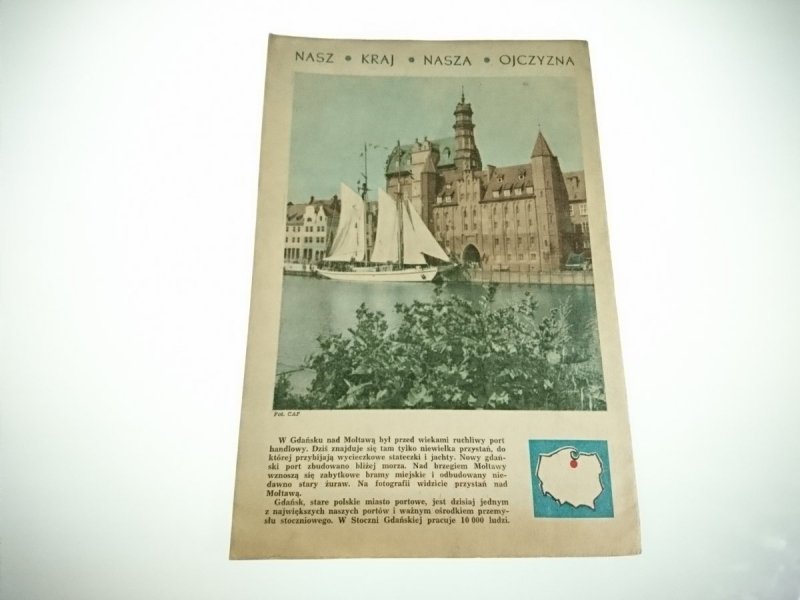 NASZ • KRAJ • NASZA • OJCZYZNA
Fot. CAF
W Gdańsku nad Mołtawą był przed wiekami ruchliwy port
handlowy. Dziś znajduje się tam tylko niewielka przystań, do
której przybijają wycieczkowe stateczki i jachty. Nowy gdań-
ski port zbudowano bliżej morza. Nad brzegiem Mołtawy
wznoszą się zabytkowe bramy miejskie i odbudowany nie-
dawno stary żuraw. Na fotografii widzicie przystań nad
Mołtawą.
Gdańsk, stare polskie miasto portowe, jest dzisiaj jednym
z największych naszych portów i ważnym ośrodkiem przemy-
słu stoczniowego. W Stoczni Gdańskiej pracuje 10 000 ludzi.